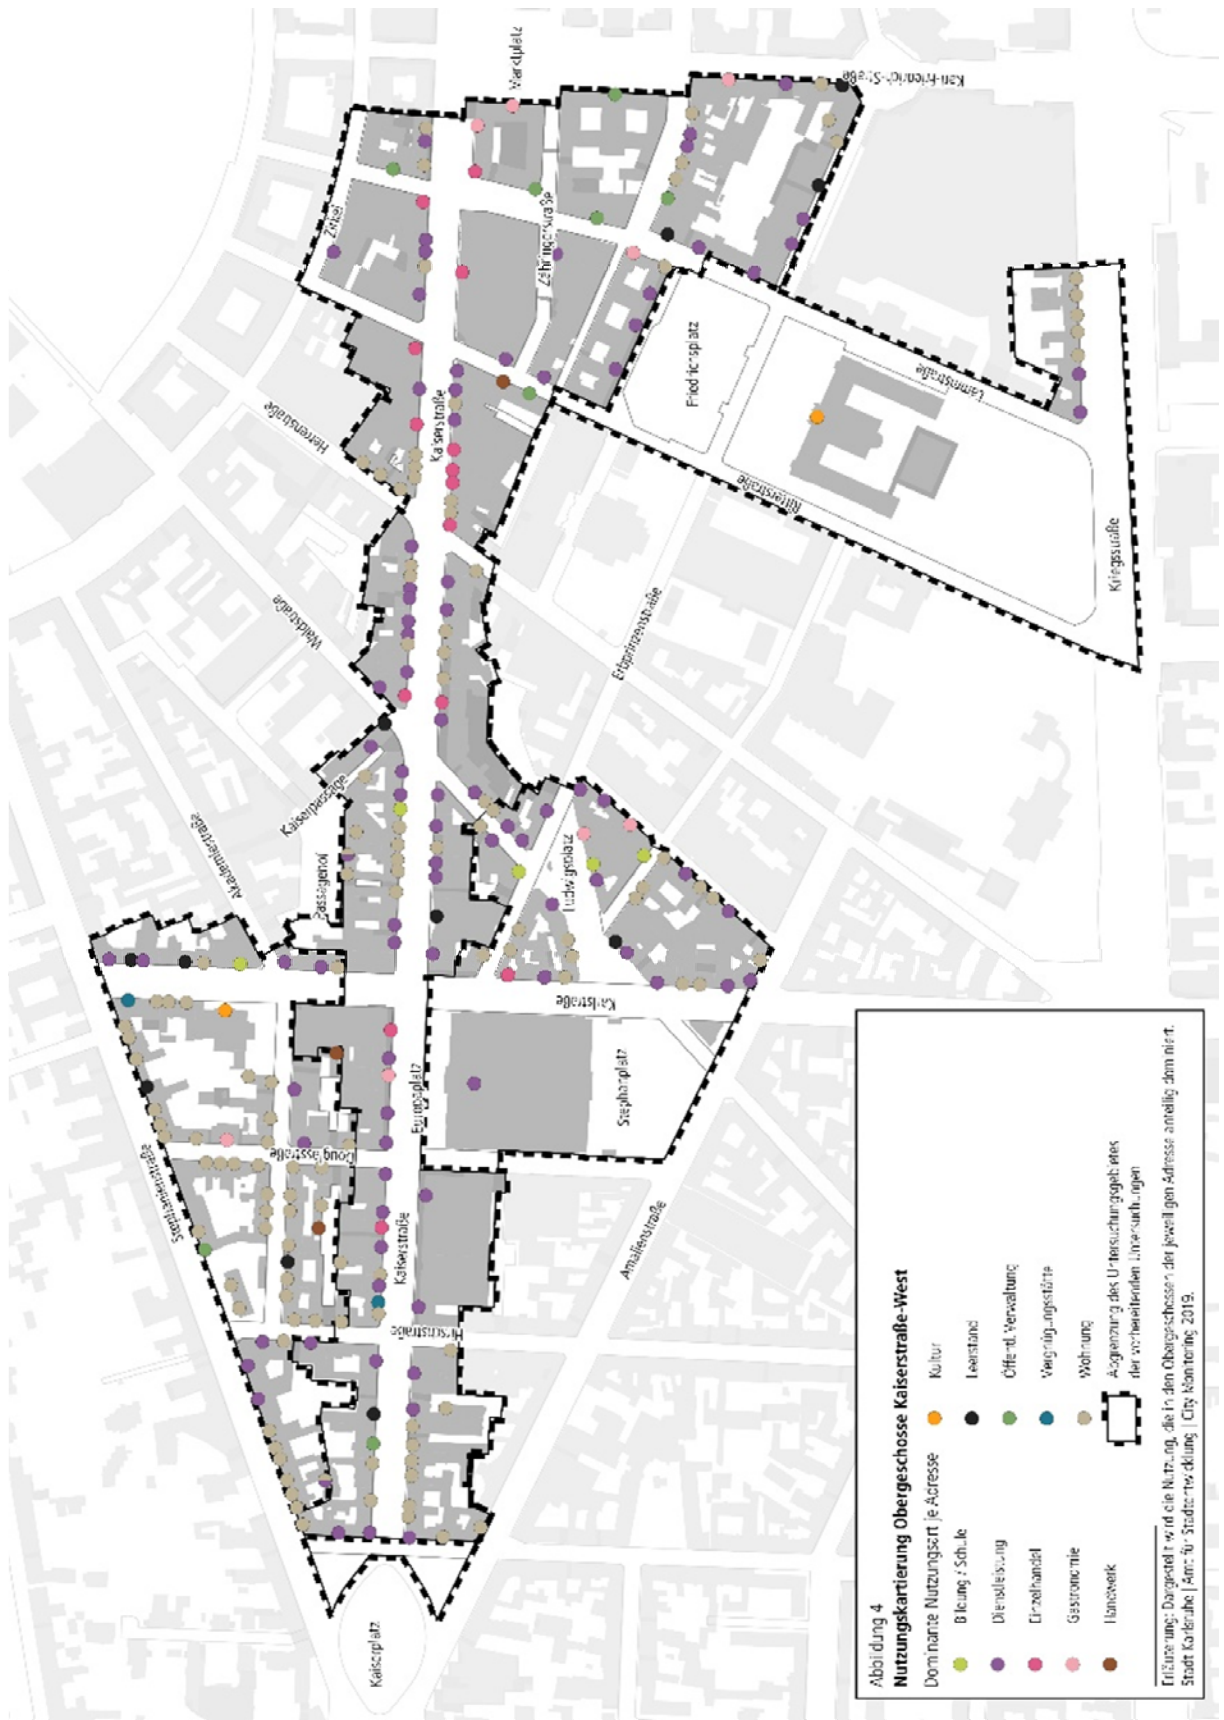 Marktplatz
Karl-Friedrich-Straße
Zirkel
Zähringerstraße
Friedrichsplatz
Lammstraße
Herrenstraße
Kaiserstraße
Ritterstraße
Kriegsstraße
Waldstraße
Erbprinzenstraße
Kaiserpassage
Akademiestraße
Passagehof
Ludwigsplatz
Karlstraße
Europaplatz
Stephanplatz
Douglasstraße
Stephanienstraße
Amalienstraße
Kaiserstraße
Hirschstraße
Kaiserplatz
Abbildung 4
Nutzungskartierung Obergeschosse Kaiserstraße-West
Dominante Nutzungsart je Adresse
Bildung / Schule
Dienstleistung
Einzelhandel
Gastronomie
Handwerk
Kultur
Leerstand
Öffentl. Verwaltung
Vergnügungsstätte
Wohnung
Abgrenzung des Untersuchungsgebietes
der vorbereitenden Untersuchungen
Erläuterung: Dargestellt wird die Nutzung, die in den Obergeschossen der jeweiligen Adresse anteilig dominiert.
Stadt Karlsruhe | Amt für Stadtentwicklung | City Monitoring 2019.